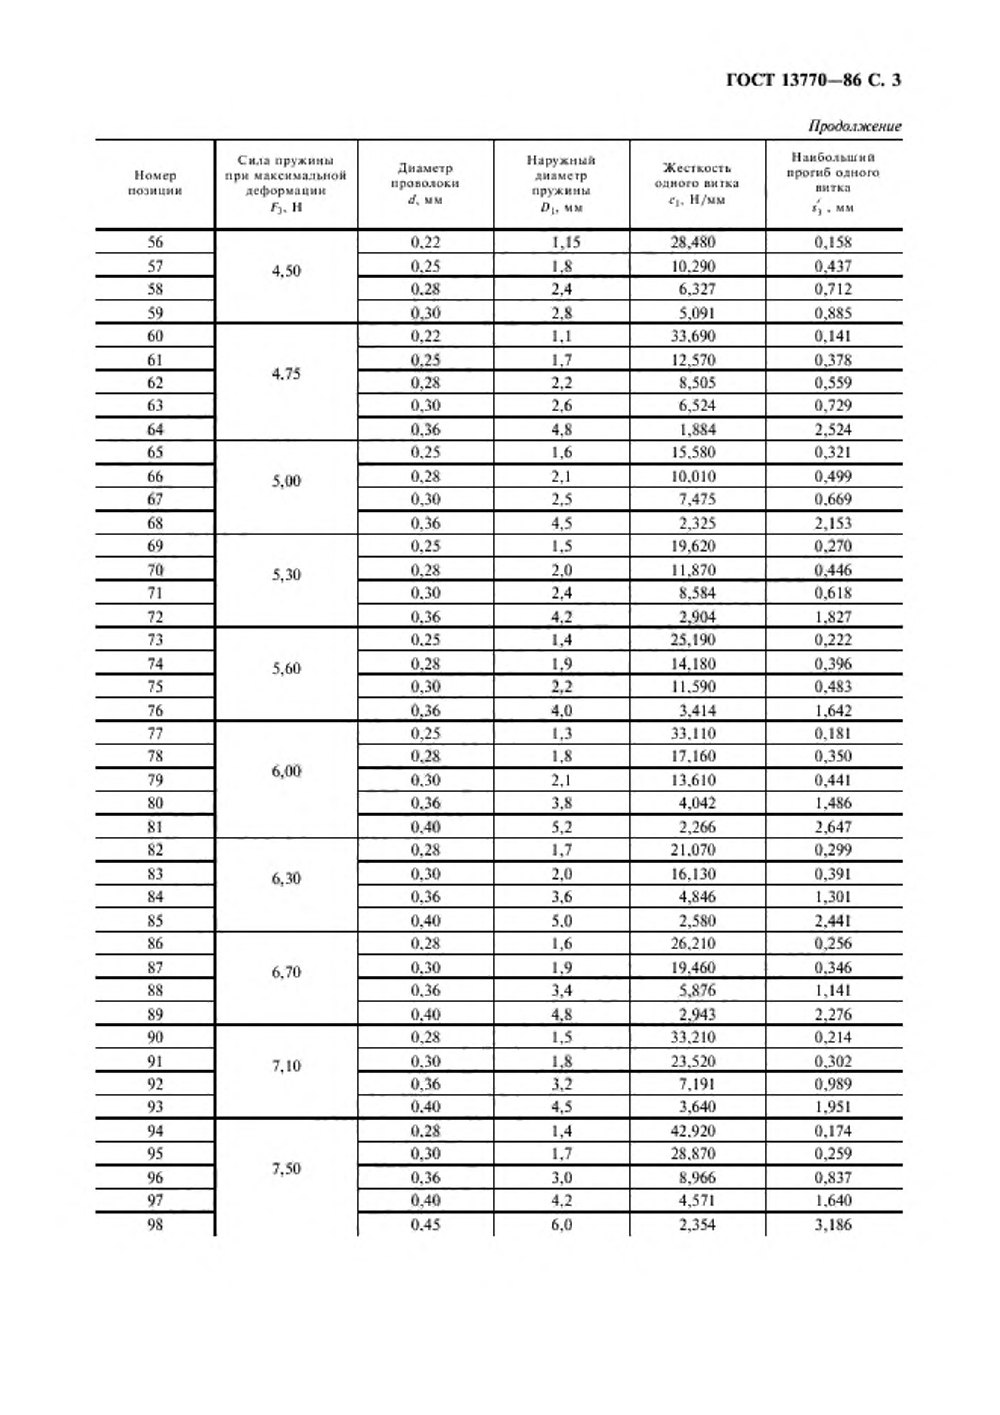 ГОСТ 13770—86 С. 3
Продолжение
Номер позиции | Сила пружины при максимальной деформации F₃, Н | Диаметр проволоки d, мм | Наружный диаметр пружины D₁, мм | Жесткость одного витка c₁, Н/мм | Наибольший прогиб одного витка s′₃, мм
56 | 4,50 | 0,22 | 1,15 | 28,480 | 0,158
57 | 0,25 | 1,8 | 10,290 | 0,437
58 | 0,28 | 2,4 | 6,327 | 0,712
59 | 0,30 | 2,8 | 5,091 | 0,885
60 | 4,75 | 0,22 | 1,1 | 33,690 | 0,141
61 | 0,25 | 1,7 | 12,570 | 0,378
62 | 0,28 | 2,2 | 8,505 | 0,559
63 | 0,30 | 2,6 | 6,524 | 0,729
64 | 0,36 | 4,8 | 1,884 | 2,524
65 | 5,00 | 0,25 | 1,6 | 15,580 | 0,321
66 | 0,28 | 2,1 | 10,010 | 0,499
67 | 0,30 | 2,5 | 7,475 | 0,669
68 | 0,36 | 4,5 | 2,325 | 2,153
69 | 5,30 | 0,25 | 1,5 | 19,620 | 0,270
70 | 0,28 | 2,0 | 11,870 | 0,446
71 | 0,30 | 2,4 | 8,584 | 0,618
72 | 0,36 | 4,2 | 2,904 | 1,827
73 | 5,60 | 0,25 | 1,4 | 25,190 | 0,222
74 | 0,28 | 1,9 | 14,180 | 0,396
75 | 0,30 | 2,2 | 11,590 | 0,483
76 | 0,36 | 4,0 | 3,414 | 1,642
77 | 6,00 | 0,25 | 1,3 | 33,110 | 0,181
78 | 0,28 | 1,8 | 17,160 | 0,350
79 | 0,30 | 2,1 | 13,610 | 0,441
80 | 0,36 | 3,8 | 4,042 | 1,486
81 | 0,40 | 5,2 | 2,266 | 2,647
82 | 6,30 | 0,28 | 1,7 | 21,070 | 0,299
83 | 0,30 | 2,0 | 16,130 | 0,391
84 | 0,36 | 3,6 | 4,846 | 1,301
85 | 0,40 | 5,0 | 2,580 | 2,441
86 | 6,70 | 0,28 | 1,6 | 26,210 | 0,256
87 | 0,30 | 1,9 | 19,460 | 0,346
88 | 0,36 | 3,4 | 5,876 | 1,141
89 | 0,40 | 4,8 | 2,943 | 2,276
90 | 7,10 | 0,28 | 1,5 | 33,210 | 0,214
91 | 0,30 | 1,8 | 23,520 | 0,302
92 | 0,36 | 3,2 | 7,191 | 0,989
93 | 0,40 | 4,5 | 3,640 | 1,951
94 | 7,50 | 0,28 | 1,4 | 42,920 | 0,174
95 | 0,30 | 1,7 | 28,870 | 0,259
96 | 0,36 | 3,0 | 8,966 | 0,837
97 | 0,40 | 4,2 | 4,571 | 1,640
98 | 0,45 | 6,0 | 2,354 | 3,186